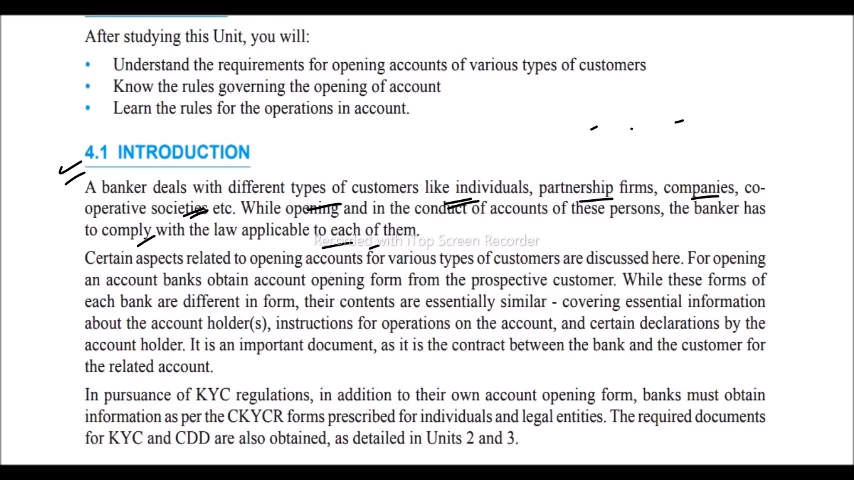 After studying this Unit, you will:
• Understand the requirements for opening accounts of various types of customers
• Know the rules governing the opening of account
• Learn the rules for the operations in account.
4.1 INTRODUCTION
A banker deals with different types of customers like individuals, partnership firms, companies, co-
operative societies etc. While opening and in the conduct of accounts of these persons, the banker has
to comply with the law applicable to each of them.
Recorded with iTop Screen Recorder
Certain aspects related to opening accounts for various types of customers are discussed here. For opening
an account banks obtain account opening form from the prospective customer. While these forms of
each bank are different in form, their contents are essentially similar - covering essential information
about the account holder(s), instructions for operations on the account, and certain declarations by the
account holder. It is an important document, as it is the contract between the bank and the customer for
the related account.
In pursuance of KYC regulations, in addition to their own account opening form, banks must obtain
information as per the CKYCR forms prescribed for individuals and legal entities. The required documents
for KYC and CDD are also obtained, as detailed in Units 2 and 3.